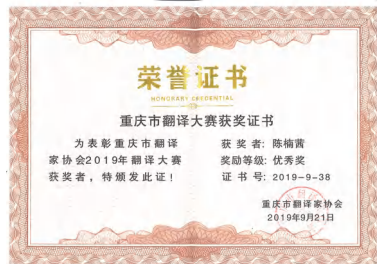 荣誉证书
HONORARY CREDENTIAL
重庆市翻译大赛获奖证书
为表彰重庆市翻译
家协会2019年翻译大赛
获奖者，特颁发此证！
获奖者：陈楠茜
奖励等级：优秀奖
证书号：2019-9-38
重庆市翻译家协会
2019年9月21日